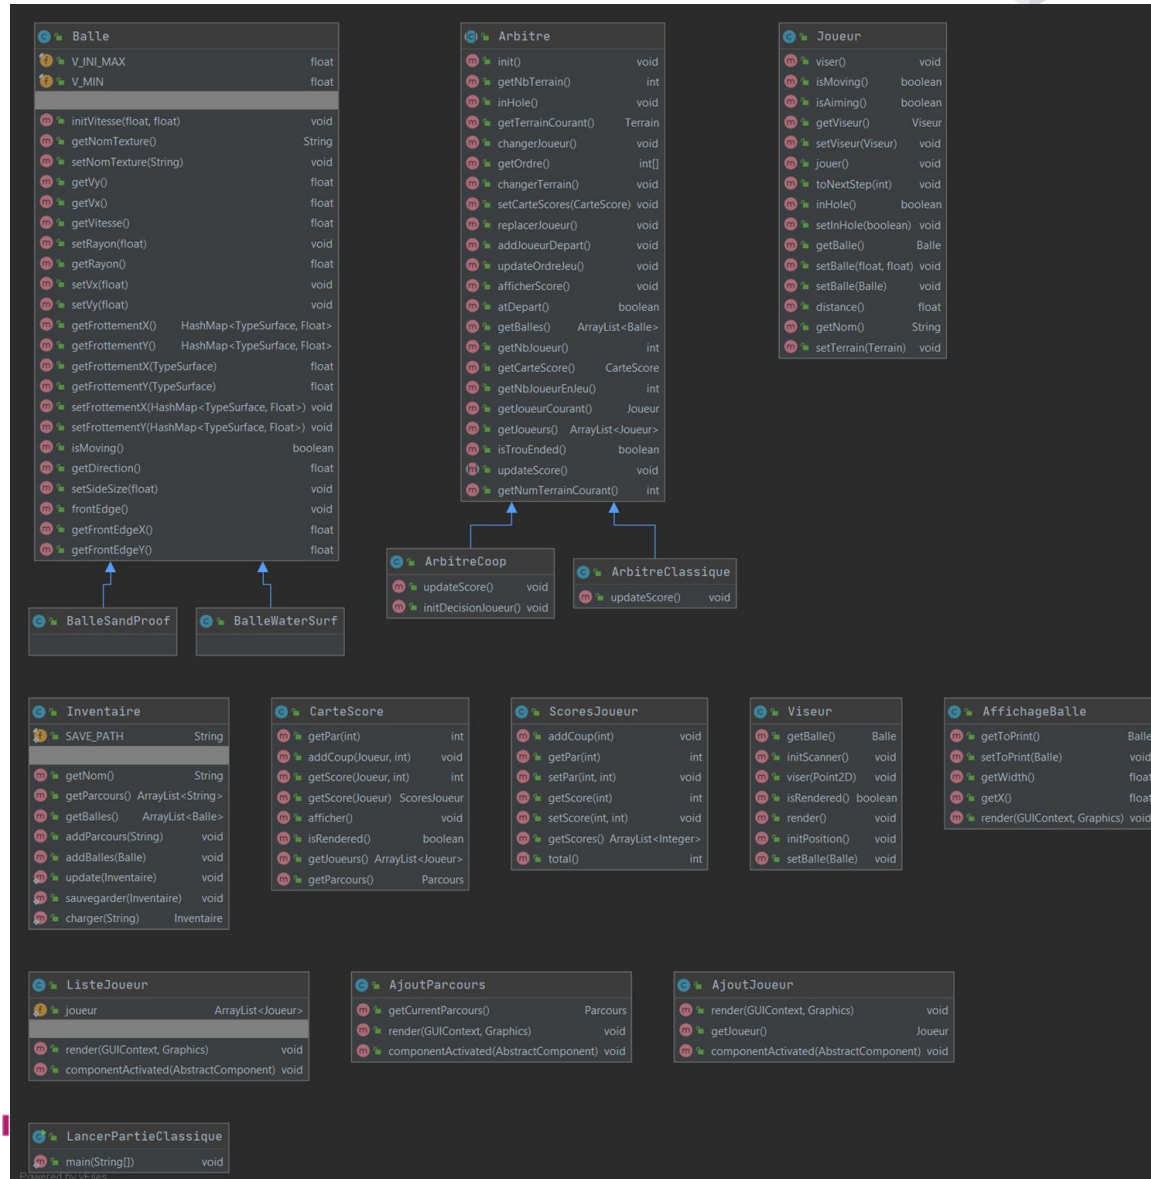 Balle
V_INI_MAX float
V_MIN float
initVitesse(float, float) void
getNomTexture() String
setNomTexture(String) void
getVy() float
getVx() float
getVitesse() float
setRayon(float) void
getRayon() float
setVx(float) void
setVy(float) void
getFrottementX() HashMap<TypeSurface, Float>
getFrottementY() HashMap<TypeSurface, Float>
getFrottementX(TypeSurface) float
getFrottementY(TypeSurface) float
setFrottementX(HashMap<TypeSurface, Float>) void
setFrottementY(HashMap<TypeSurface, Float>) void
isMoving() boolean
getDirection() float
setSideSize(float) void
frontEdge() void
getFrontEdgeX() float
getFrontEdgeY() float
Arbitre
init() void
getNbTerrain() int
inHole() void
getTerrainCourant() Terrain
changerJoueur() void
getOrdre() int[]
changerTerrain() void
setCarteScores(CarteScore) void
replacerJoueur() void
addJoueurDepart() void
updateOrdreJeu() void
afficherScore() void
atDepart() boolean
getBalles() ArrayList<Balle>
getNbJoueur() int
getCarteScore() CarteScore
getNbJoueurEnJeu() int
getJoueurCourant() Joueur
getJoueurs() ArrayList<Joueur>
isTrouEnded() boolean
updateScore() void
getNumTerrainCourant() int
Joueur
viser() void
isMoving() boolean
isAiming() boolean
getViseur() Viseur
setViseur(Viseur) void
jouer() void
toNextStep(int) void
inHole() boolean
setInHole(boolean) void
getBalle() Balle
setBalle(float, float) void
setBalle(Balle) void
distance() float
getNom() String
setTerrain(Terrain) void
BalleSandProof
BalleWaterSurf
ArbitreCoop
updateScore() void
initDecisionJoueur() void
ArbitreClassique
updateScore() void
Inventaire
SAVE_PATH String
getNom() String
getParcours() ArrayList<String>
getBalles() ArrayList<Balle>
addParcours(String) void
addBalles(Balle) void
update(Inventaire) void
sauvegarder(Inventaire) void
charger(String) Inventaire
CarteScore
getPar(int) int
addCoup(Joueur, int) void
getScore(Joueur, int) int
getScore(Joueur) ScoresJoueur
afficher() void
isRendered() boolean
getJoueurs() ArrayList<Joueur>
getParcours() Parcours
ScoresJoueur
addCoup(int) void
getPar(int) int
setPar(int, int) void
getScore(int) int
setScore(int, int) void
getScores() ArrayList<Integer>
total() int
Viseur
getBalle() Balle
initScanner() void
viser(Point2D) void
isRendered() boolean
render() void
initPosition() void
setBalle(Balle) void
AffichageBalle
getToPrint() Balle
setToPrint(Balle) void
getWidth() float
getX() float
render(GUIContext, Graphics) void
ListeJoueur
joueur ArrayList<Joueur>
render(GUIContext, Graphics) void
componentActivated(AbstractComponent) void
AjoutParcours
getCurrentParcours() Parcours
render(GUIContext, Graphics) void
componentActivated(AbstractComponent) void
AjoutJoueur
render(GUIContext, Graphics) void
getJoueur() Joueur
componentActivated(AbstractComponent) void
LancerPartieClassique
main(String[]) void
Powered by yFiles